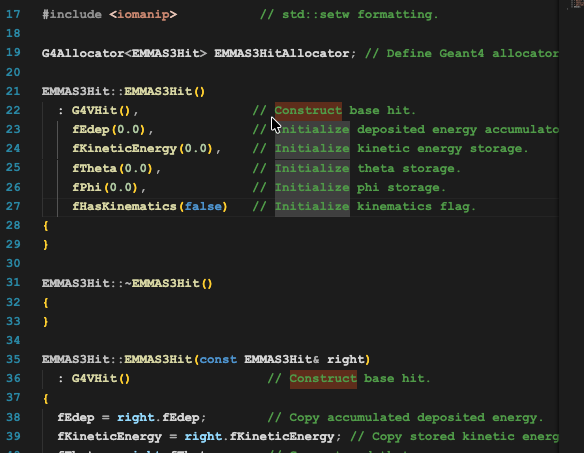 17 #include <iomanip> // std::setw formatting.
18
19 G4Allocator<EMMAS3Hit> EMMAS3HitAllocator; // Define Geant4 allocator
20
21 EMMAS3Hit::EMMAS3Hit()
22 : G4VHit(), // Construct base hit.
23 fEdep(0.0), // Initialize deposited energy accumulato
24 fKineticEnergy(0.0), // Initialize kinetic energy storage.
25 fTheta(0.0), // Initialize theta storage.
26 fPhi(0.0), // Initialize phi storage.
27 fHasKinematics(false) // Initialize kinematics flag.
28 {
29 }
30
31 EMMAS3Hit::~EMMAS3Hit()
32 {
33 }
34
35 EMMAS3Hit::EMMAS3Hit(const EMMAS3Hit& right)
36 : G4VHit() // Construct base hit.
37 {
38 fEdep = right.fEdep; // Copy accumulated deposited energy.
39 fKineticEnergy = right.fKineticEnergy; // Copy stored kinetic energ